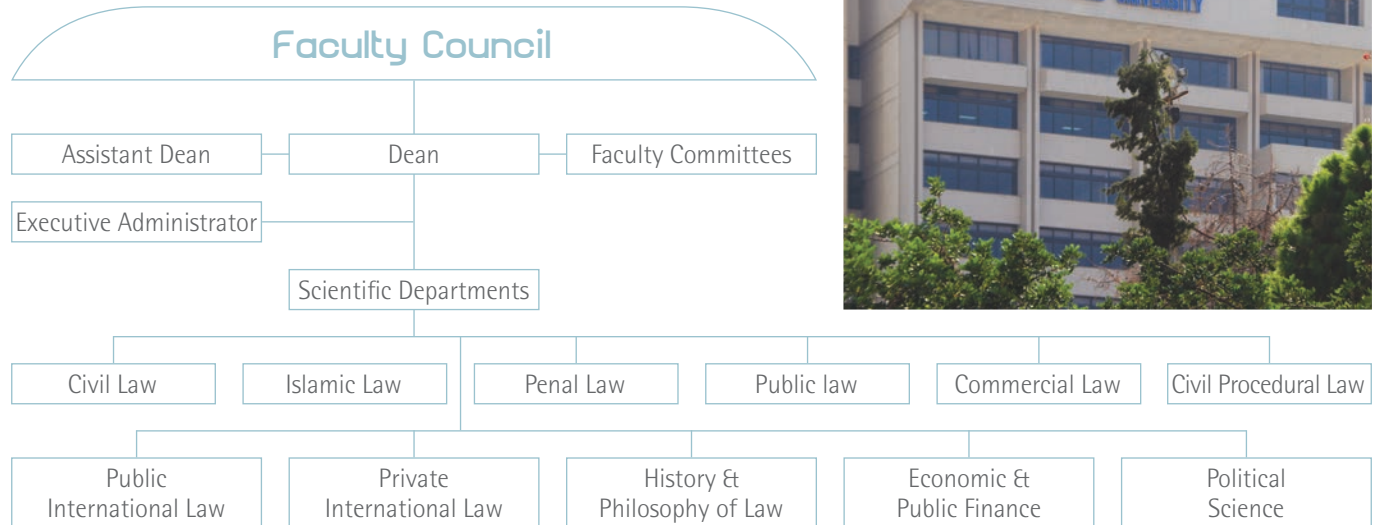 Faculty Council
UNIVERSITY
Assistant Dean
Dean
Faculty Committees
Executive Administrator
Scientific Departments
Civil Law
Islamic Law
Penal Law
Public law
Commercial Law
Civil Procedural Law
Public
International Law
Private
International Law
History &
Philosophy of Law
Economic &
Public Finance
Political
Science